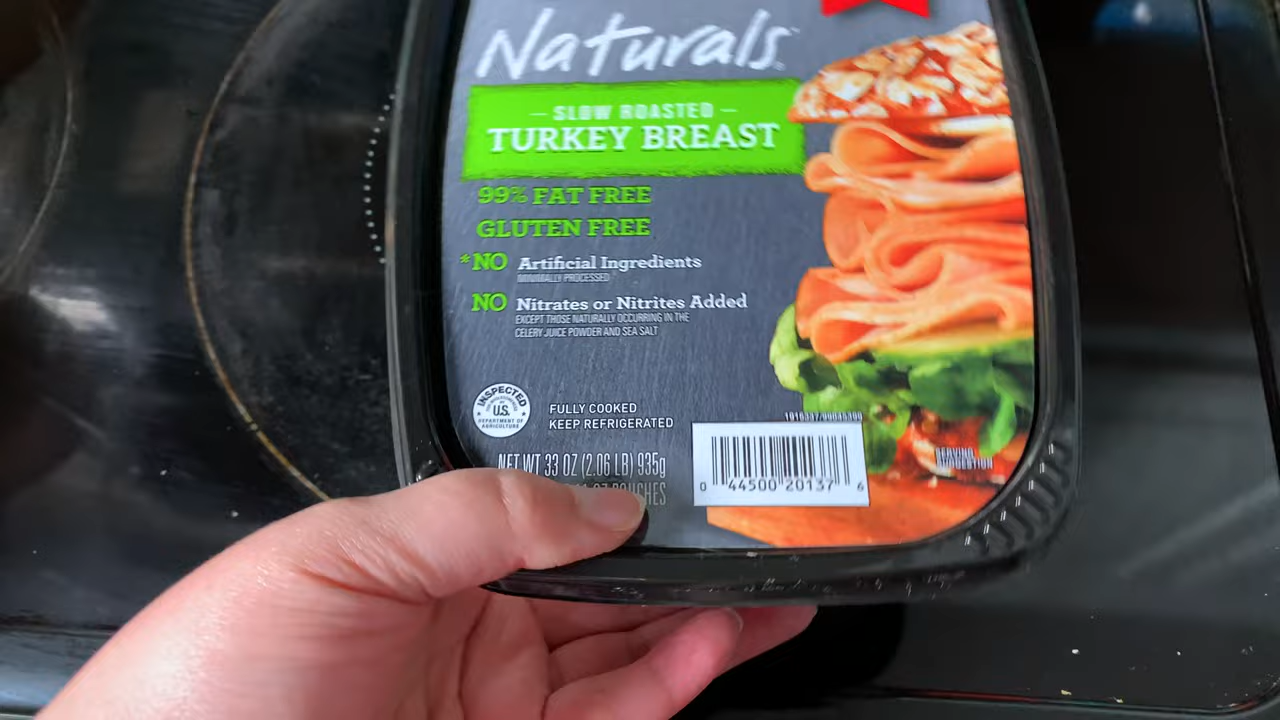 Naturals
— SLOW ROASTED —
TURKEY BREAST
99% FAT FREE
GLUTEN FREE
*NO Artificial Ingredients
MINIMALLY PROCESSED
NO Nitrates or Nitrites Added
EXCEPT THOSE NATURALLY OCCURRING IN THE
CELERY JUICE POWDER AND SEA SALT
INSPECTED
U.S.
DEPARTMENT OF
AGRICULTURE
FULLY COOKED
KEEP REFRIGERATED
NET WT 33 OZ (2.06 LB) 935g
SERVING
SUGGESTION
0 44500 20137 6